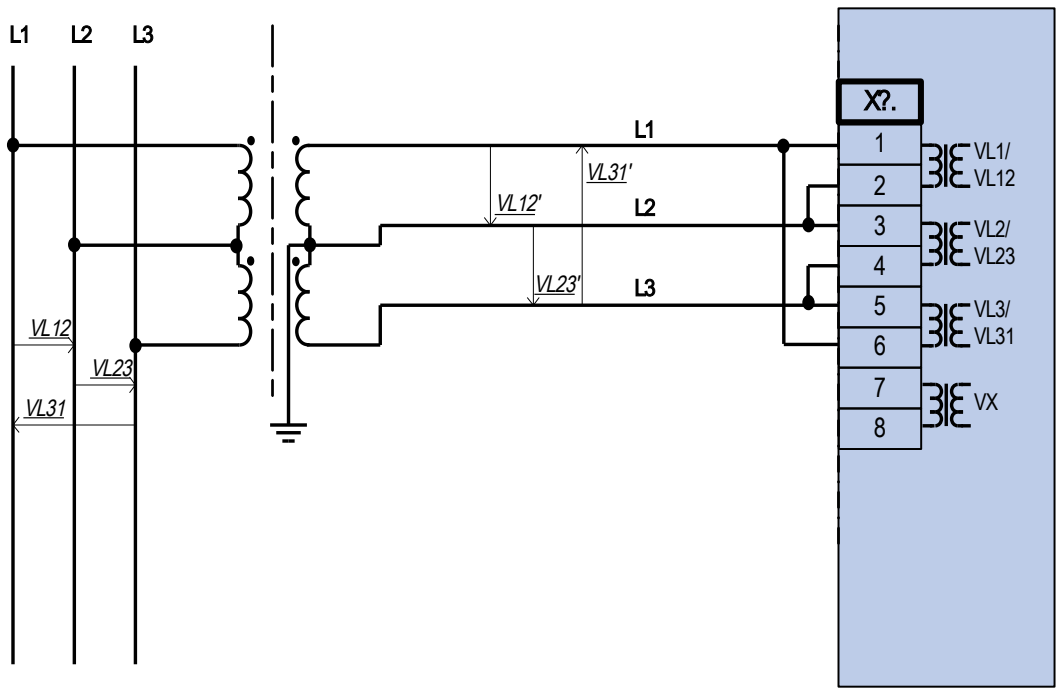 L1 L2 L3
X?.
L1
1
VL1/
VL12
VL31'
2
VL12'
L2
3
VL2/
VL23
4
VL23'
L3
5
VL3/
VL31
6
VL12
VL23
7
VL31
VX
8